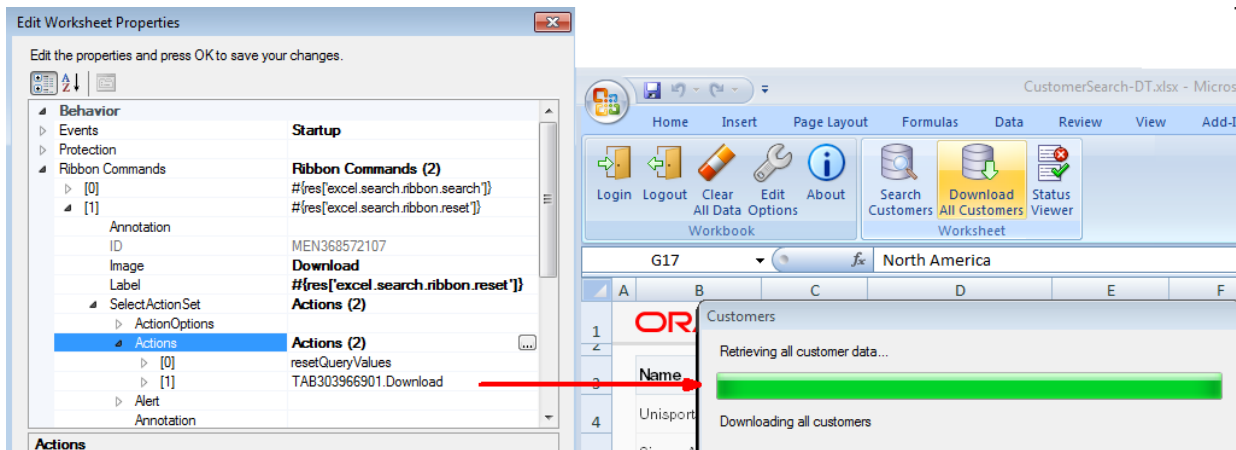 Edit Worksheet Properties
Edit the properties and press OK to save your changes.
Behavior
Events Startup
Protection
Ribbon Commands Ribbon Commands (2)
[0] #{res['excel.search.ribbon.search']}
[1] #{res['excel.search.ribbon.reset']}
Annotation
ID MEN368572107
Image Download
Label #{res['excel.search.ribbon.reset']}
SelectActionSet Actions (2)
ActionOptions
Actions Actions (2) ...
[0] resetQueryValues
[1] TAB303966901.Download
Alert
Annotation
Actions
CustomerSearch-DT.xlsx - Micros
Home Insert Page Layout Formulas Data Review View Add-I
Login Logout Clear All Data Edit Options About Search Customers Download All Customers Status Viewer
Workbook Worksheet
G17 fx North America
A B C D E F
1 ORA
2
3 Name
4 Unisport
Customers
Retrieving all customer data...
Downloading all customers